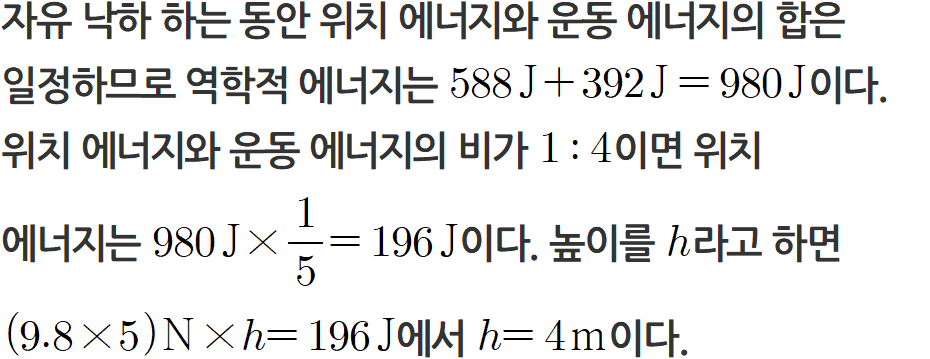 자유 낙하 하는 동안 위치 에너지와 운동 에너지의 합은
일정하므로 역학적 에너지는 588 J + 392 J = 980 J이다.
위치 에너지와 운동 에너지의 비가 1 : 4이면 위치
에너지는 980 J × 1/5 = 196 J이다. 높이를 h라고 하면
(9.8 × 5) N × h = 196 J에서 h = 4 m이다.